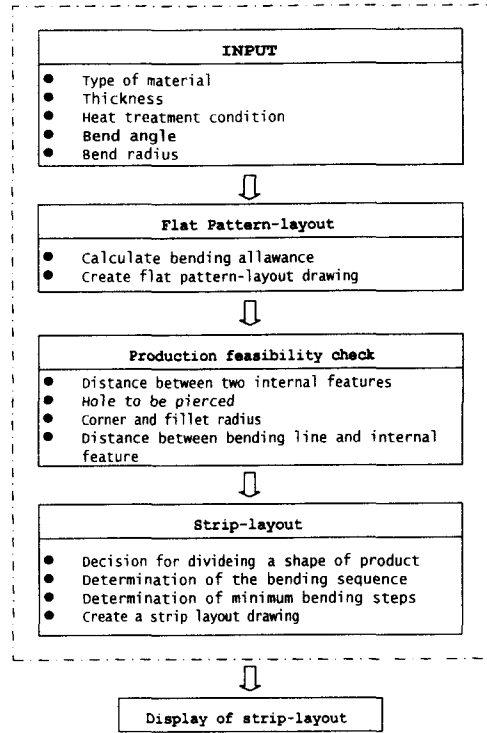 INPUT
● Type of material
● Thickness
● Heat treatment condition
● Bend angle
● Bend radius
Flat Pattern-layout
● Calculate bending allawance
● Create flat pattern-layout drawing
Production feasibility check
● Distance between two internal features
● Hole to be pierced
● Corner and fillet radius
● Distance between bending line and internal
feature
Strip-layout
● Decision for divideing a shape of product
● Determination of the bending sequence
● Determination of minimum bending steps
● Create a strip layout drawing
Display of strip-layout